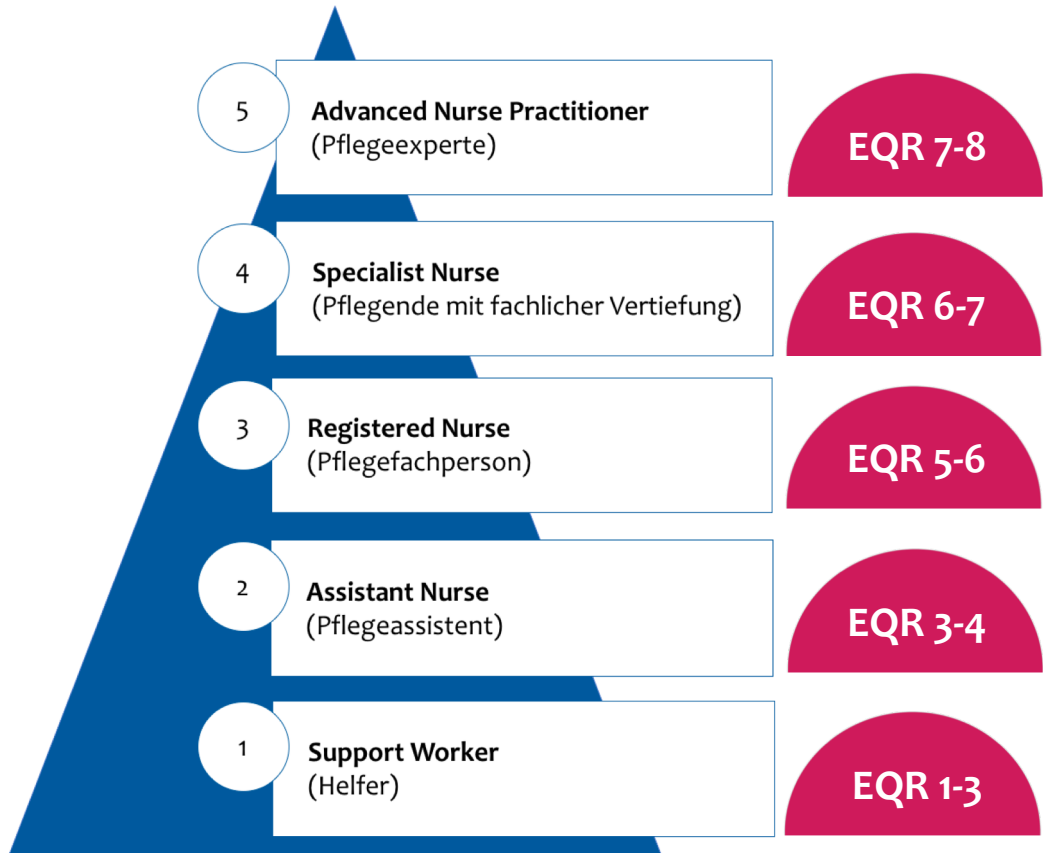 5
Advanced Nurse Practitioner
(Pflegeexperte)
EQR 7-8
4
Specialist Nurse
(Pflegende mit fachlicher Vertiefung)
EQR 6-7
3
Registered Nurse
(Pflegefachperson)
EQR 5-6
2
Assistant Nurse
(Pflegeassistent)
EQR 3-4
1
Support Worker
(Helfer)
EQR 1-3